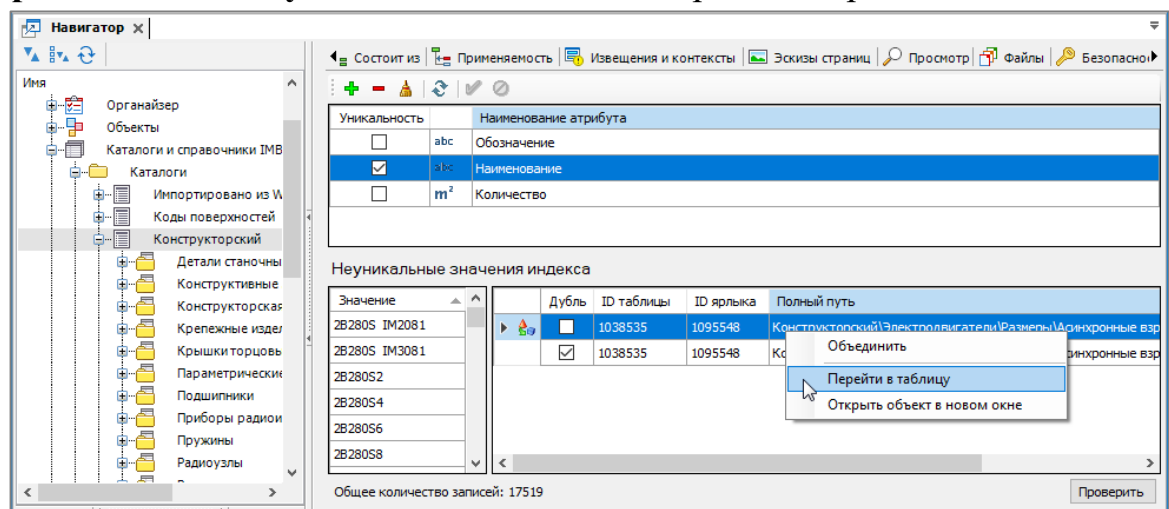 Навигатор
Состоит из Применяемость Извещения и контексты Эскизы страниц Просмотр Файлы Безопасно
Имя
Органайзер
Объекты
Каталоги и справочники IMB
Каталоги
Импортировано из W
Коды поверхностей
Конструкторский
Детали станочны
Конструктивные
Конструкторская
Крепежные издел
Крышки торцовь
Параметрические
Подшипники
Приборы радиои
Пружины
Радиоузлы
Уникальность Наименование атрибута
abc Обозначение
abc Наименование
m² Количество
Неуникальные значения индекса
Значение
2B280S IM2081
2B280S IM3081
2B280S2
2B280S4
2B280S6
2B280S8
Дубль ID таблицы ID ярлыка Полный путь
1038535 1095548 Конструкторский\Электродвигатели\Размеры\Асинхронные взр
1038535 1095548 Ко синхронные взр
Объединить
Перейти в таблицу
Открыть объект в новом окне
Общее количество записей: 17519
Проверить